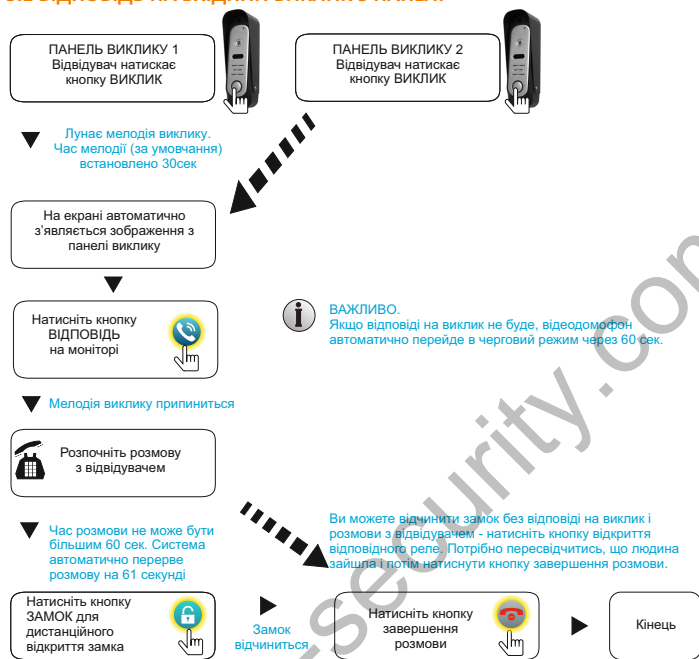 ПАНЕЛЬ ВИКЛИКУ 1
Відвідувач натискає
кнопку ВИКЛИК
ПАНЕЛЬ ВИКЛИКУ 2
Відвідувач натискає
кнопку ВИКЛИК
Лунає мелодія виклику.
Час мелодії (за умовчання)
встановлено 30сек
На екрані автоматично
з'являється зображення з
панелі виклику
Натисніть кнопку
ВІДПОВІДЬ
на моніторі
ВАЖЛИВО.
Якщо відповіді на виклик не буде, відеодомофон
автоматично перейде в черговий режим через 60 сек.
Мелодія виклику припиниться
Розпочніть розмову
з відвідувачем
Час розмови не може бути
більшим 60 сек. Система
автоматично перерве
розмову на 61 секунді
Ви можете відчинити замок без відповіді на виклик і
розмови з відвідувачем - натисніть кнопку відкриття
відповідного реле. Потрібно пересвідчитись, що людина
зайшла і потім натиснути кнопку завершення розмови.
Натисніть кнопку
ЗАМОК для
дистанційного
відкриття замка
Замок
відчиниться
Натисніть кнопку
завершення
розмови
Кінець
rsecurity.com